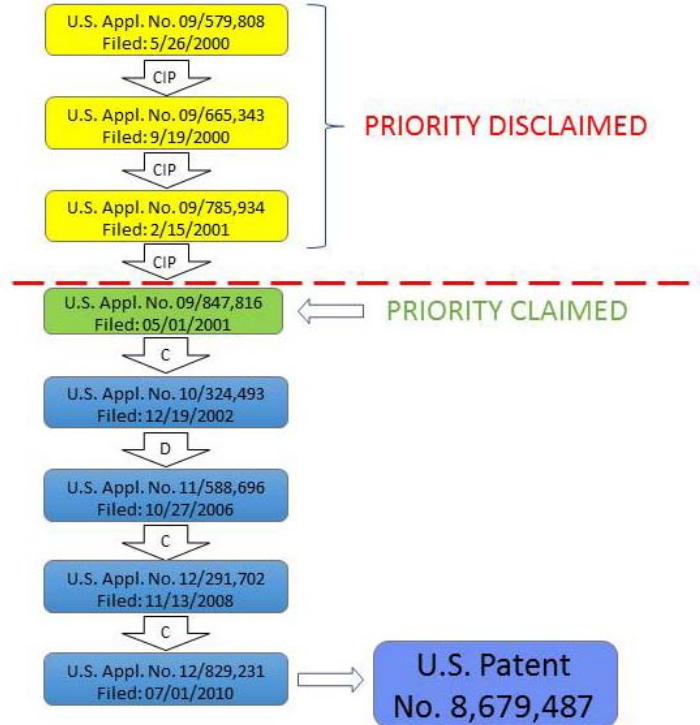 U.S. Appl. No. 09/579,808
Filed: 5/26/2000
CIP
U.S. Appl. No. 09/665,343
Filed: 9/19/2000
PRIORITY DISCLAIMED
CIP
U.S. Appl. No. 09/785,934
Filed: 2/15/2001
CIP
U.S. Appl. No. 09/847,816
Filed: 05/01/2001
PRIORITY CLAIMED
C
U.S. Appl. No. 10/324,493
Filed: 12/19/2002
D
U.S. Appl. No. 11/588,696
Filed: 10/27/2006
C
U.S. Appl. No. 12/291,702
Filed: 11/13/2008
C
U.S. Appl. No. 12/829,231
Filed: 07/01/2010
U.S. Patent
No. 8,679,487